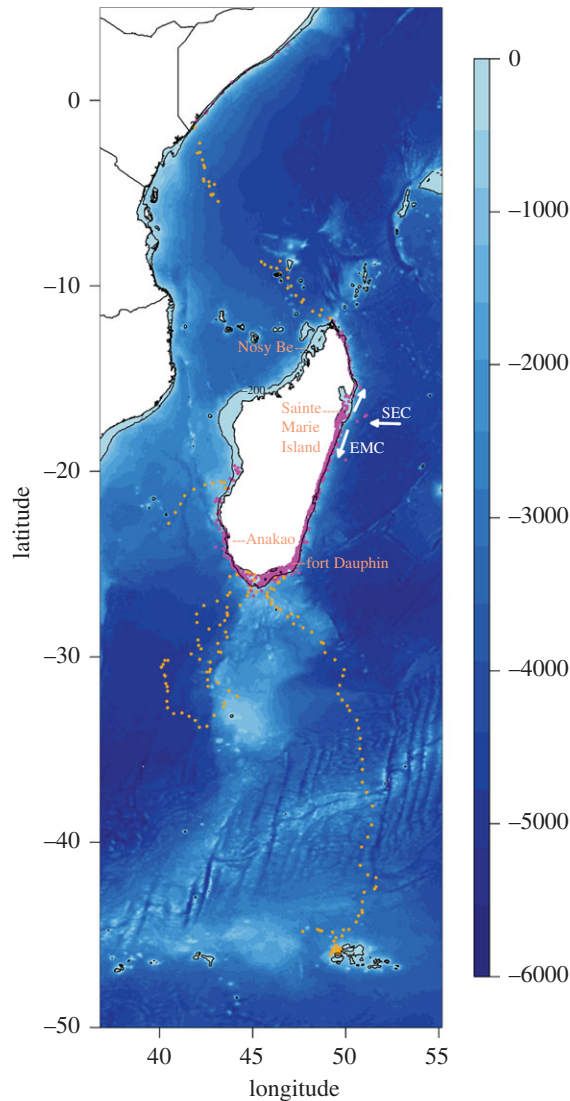 0
–10
–20
–30
–40
–50
latitude
40
45
50
55
longitude
Nosy Be
–200
Sainte
Marie
Island
SEC
EMC
Anakao
fort Dauphin
0
–1000
–2000
–3000
–4000
–5000
–6000